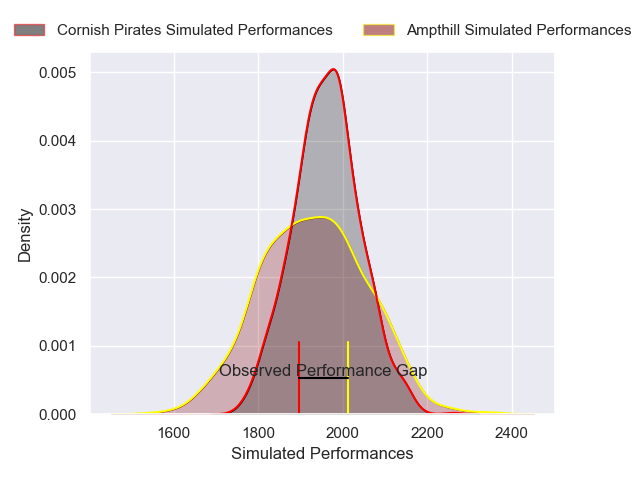 Cornish Pirates Simulated Performances
Ampthill Simulated Performances
0.005
0.004
0.003
0.002
0.001
0.000
Density
Observed Performance Gap
1600 1800 2000 2200 2400
Simulated Performances